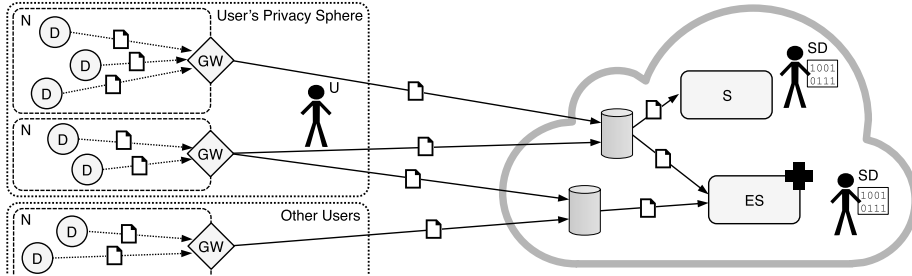 N
User's Privacy Sphere
D
D
D
GW
U
S
SD
1001
0111
N
D
D
GW
ES
SD
1001
0111
N
Other Users
D
D
GW